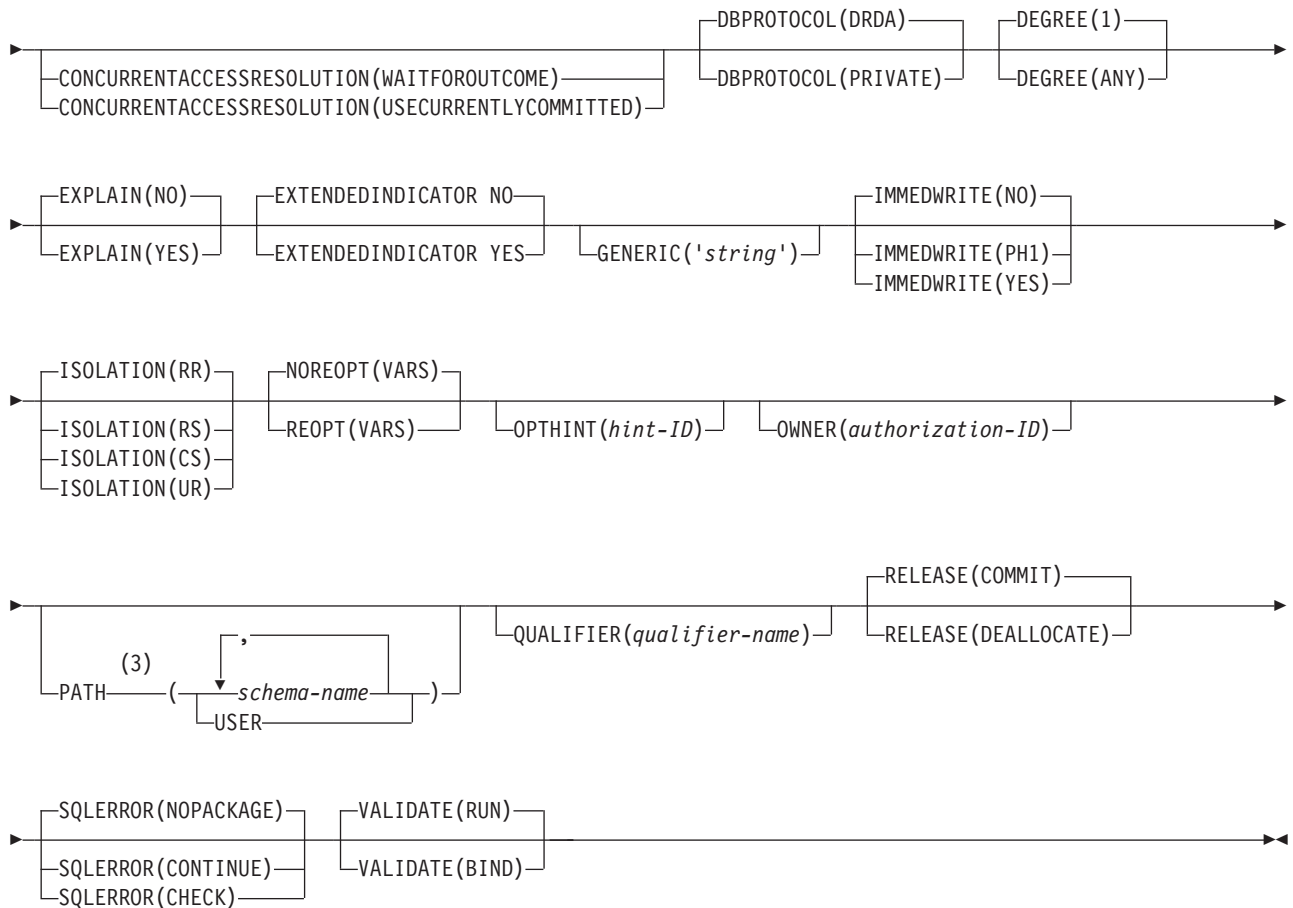 DBPROTOCOL(DRDA) DEGREE(1)
CONCURRENTACCESSRESOLUTION(WAITFOROUTCOME) DBPROTOCOL(PRIVATE) DEGREE(ANY)
CONCURRENTACCESSRESOLUTION(USECURRENTLYCOMMITTED)
EXPLAIN(NO) EXTENDEDINDICATOR NO IMMEDWRITE(NO)
EXPLAIN(YES) EXTENDEDINDICATOR YES GENERIC('string') IMMEDWRITE(PH1)
IMMEDWRITE(YES)
ISOLATION(RR) NOREOPT(VARS)
ISOLATION(RS) REOPT(VARS) OPTHINT(hint-ID) OWNER(authorization-ID)
ISOLATION(CS)
ISOLATION(UR)
RELEASE(COMMIT)
, QUALIFIER(qualifier-name) RELEASE(DEALLOCATE)
(3)
PATH ( schema-name )
USER
SQLERROR(NOPACKAGE) VALIDATE(RUN)
SQLERROR(CONTINUE) VALIDATE(BIND)
SQLERROR(CHECK)